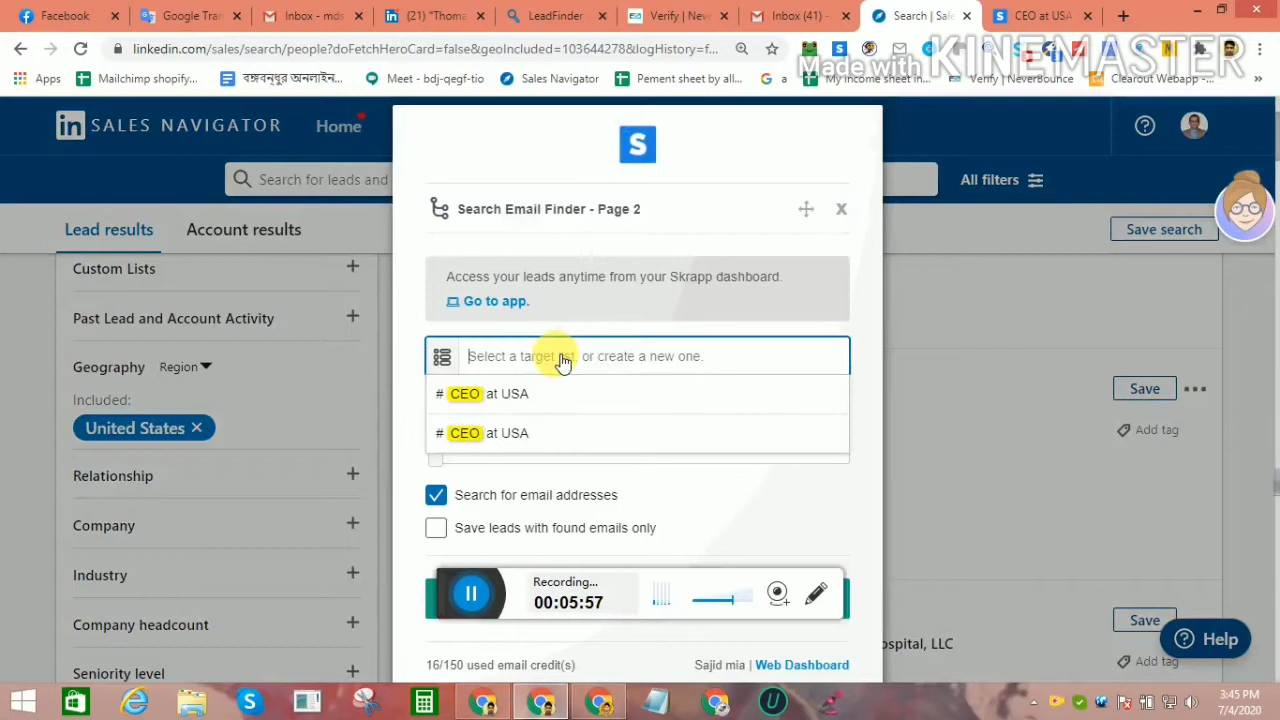 Facebook
Google Tran
Inbox - mds
(21) "Thoma
LeadFinder
Verify | Nev
Inbox (41) -
Search | Sale
CEO at USA
linkedin.com/sales/search/people?doFetchHeroCard=false&geoIncluded=103644278&logHistory=f...
Made with KINEMASTER
Apps
Mailchimp shopify...
বঙ্গবন্ধুর অনলাইন...
Meet - bdj-qegf-tio
Sales Navigator
Pement sheet by all...
a
My income sheet in...
Verify | NeverBounce
Clearout Webapp -...
in SALES NAVIGATOR
Home
S
Search for leads and
All filters
Search Email Finder - Page 2
X
Lead results
Account results
Save search
Custom Lists
Access your leads anytime from your Skrapp dashboard.
Go to app.
Past Lead and Account Activity
Select a target list, or create a new one.
Geography Region
Included:
# CEO at USA
Save
United States
# CEO at USA
Add tag
Relationship
Search for email addresses
Company
Save leads with found emails only
Industry
Recording...
00:05:57
Company headcount
Save
Help
ospital, LLC
16/150 used email credit(s)
Sajid mia | Web Dashboard
Add tag
Seniority level
3:45 PM
7/4/2020